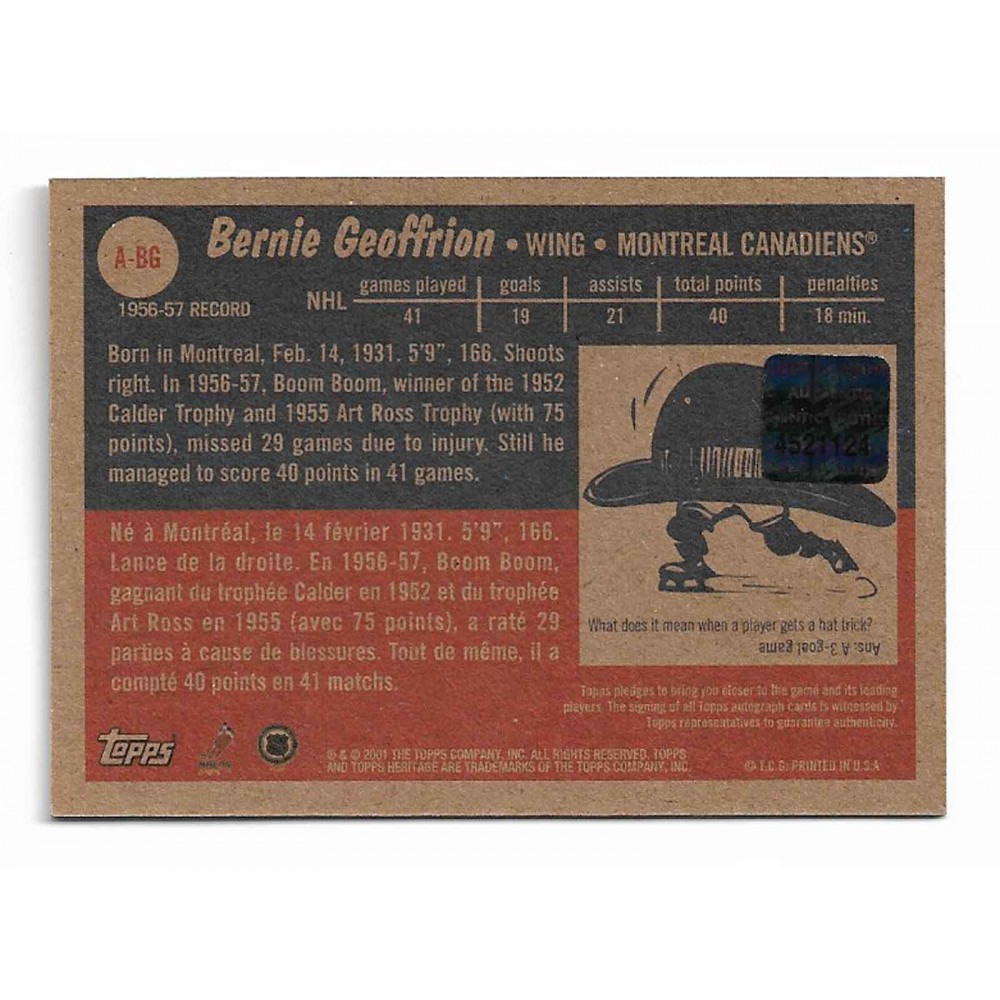 A-BG
Bernie Geoffrion • WING • MONTREAL CANADIENS®
1956-57 RECORD
NHL
games played goals assists total points penalties
41 19 21 40 18 min.
Born in Montreal, Feb. 14, 1931. 5'9", 166. Shoots
right. In 1956-57, Boom Boom, winner of the 1952
Calder Trophy and 1955 Art Ross Trophy (with 75
points), missed 29 games due to injury. Still he
managed to score 40 points in 41 games.
Né à Montréal, le 14 février 1931. 5'9", 166.
Lance de la droite. En 1956-57, Boom Boom,
gagnant du trophée Calder en 1952 et du trophée
Art Ross en 1955 (avec 75 points), a raté 29
parties à cause de blessures. Tout de même, il a
compté 40 points en 41 matchs.
AUTHENTIC
4521124
What does it mean when a player gets a hat trick?
Ans.: A 3-goal game
Topps pledges to bring you closer to the game and its leading
players. The signing of all Topps autograph cards is witnessed by
Topps representatives to guarantee authenticity.
topps
® & © 2001 THE TOPPS COMPANY, INC. ALL RIGHTS RESERVED. TOPPS
AND TOPPS HERITAGE ARE TRADEMARKS OF THE TOPPS COMPANY, INC.
© T.C.G. PRINTED IN U.S.A